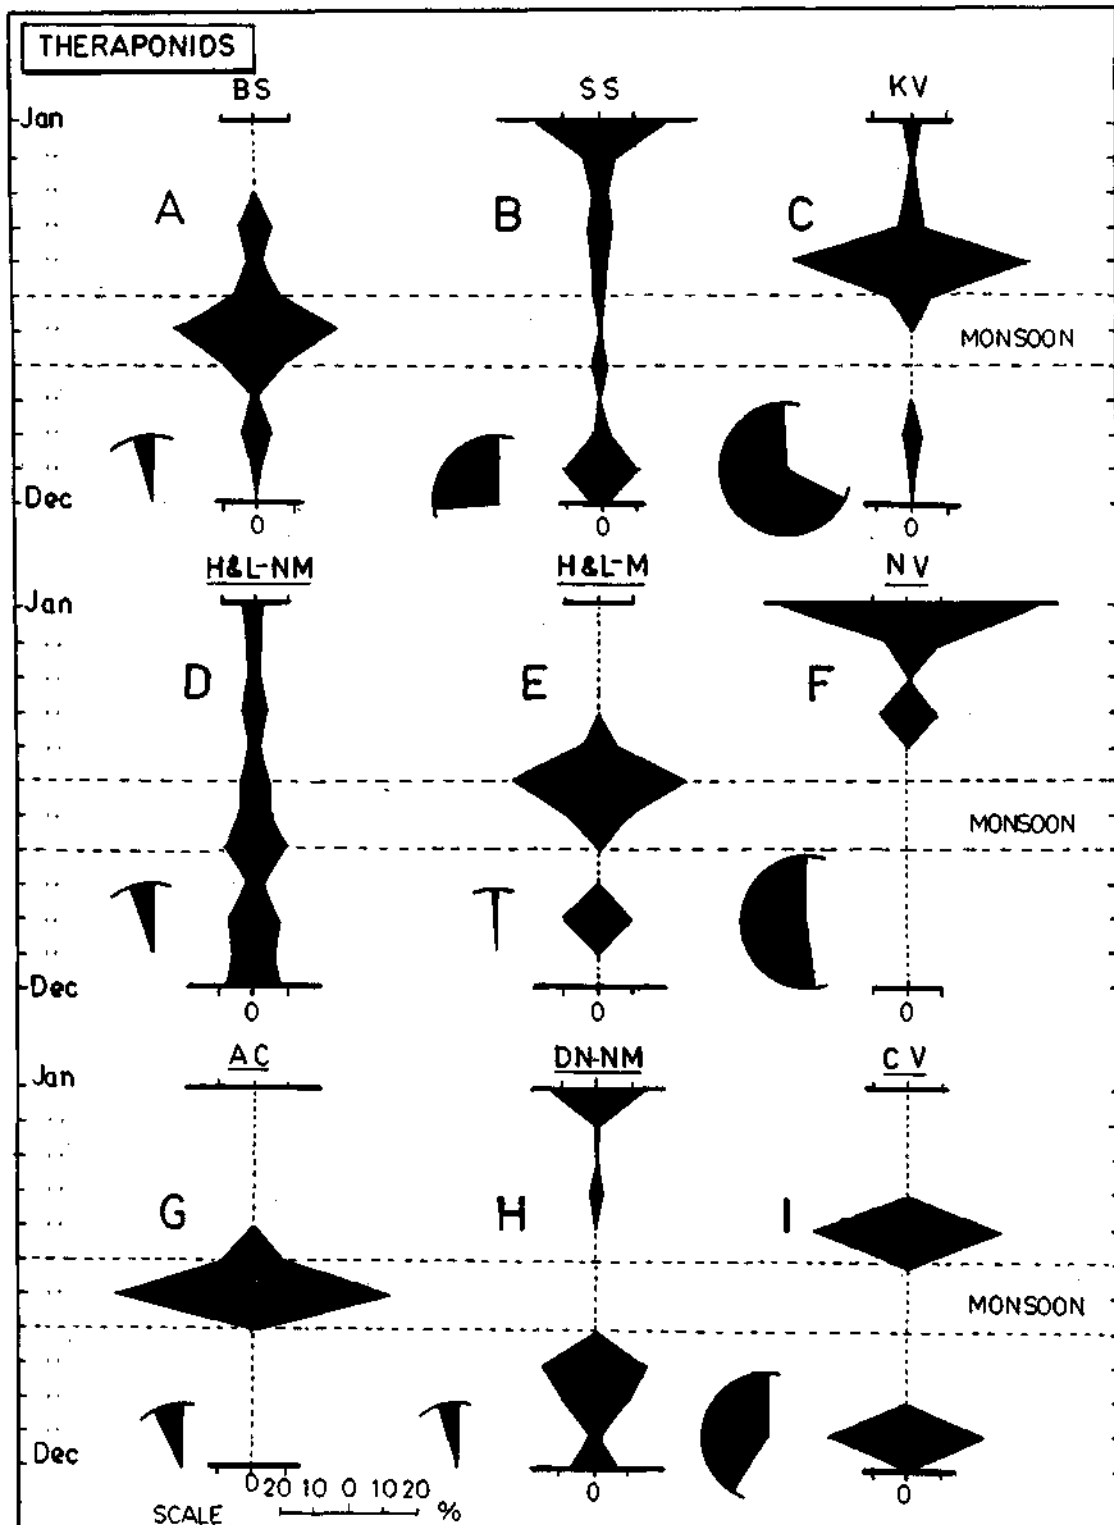 THERAPONIDS
BS SS KV
Jan
A B C
MONSOON
Dec
0 0 0
H&L-NM H&L-M NV
Jan
D E F
MONSOON
Dec
0 0 0
AC DN-NM CV
Jan
G H I
MONSOON
Dec
0 0 0
20 10 0 10 20 %
SCALE